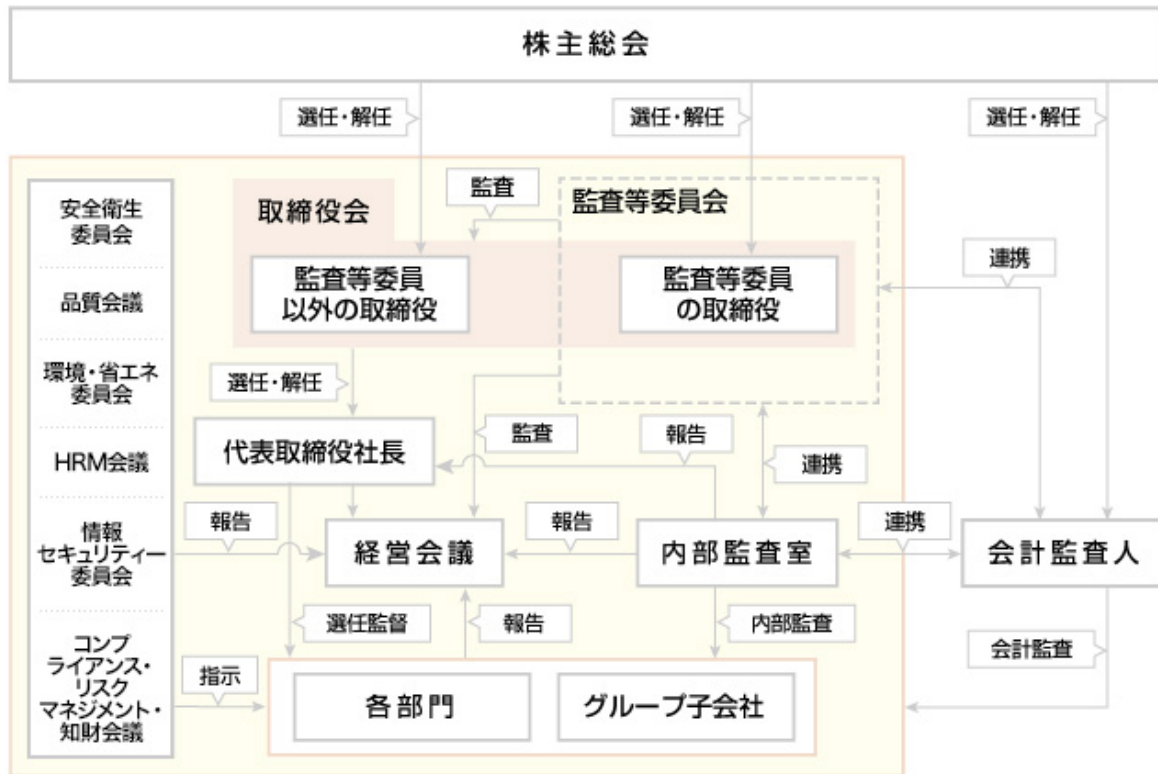 株主総会
選任・解任
選任・解任
選任・解任
安全衛生
委員会
品質会議
環境・省エネ
委員会
HRM会議
情報
セキュリティー
委員会
コンプ
ライアンス・
リスク
マネジメント・
知財会議
取締役会
監査
監査等委員会
監査等委員
以外の取締役
監査等委員
の取締役
連携
選任・解任
代表取締役社長
監査
報告
連携
報告
経営会議
報告
内部監査室
連携
会計監査人
選任監督
報告
内部監査
会計監査
指示
各部門
グループ子会社